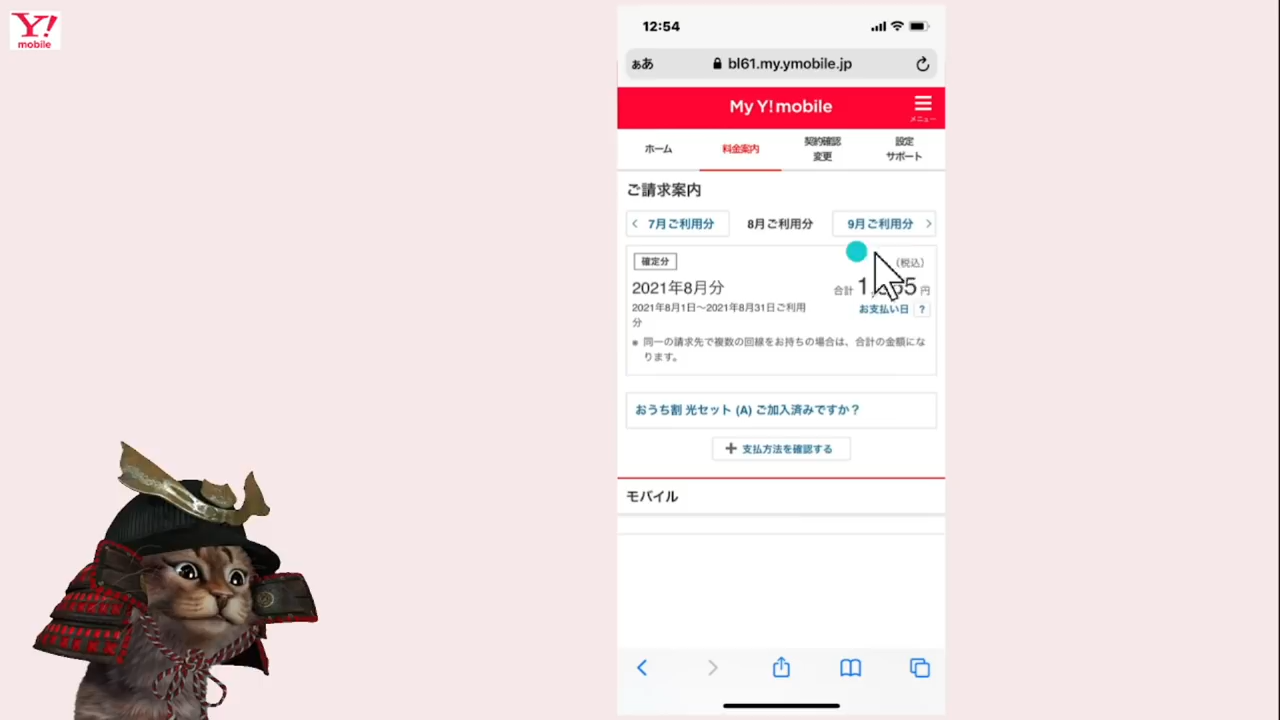 Y!
mobile
12:54
ぁあ bl61.my.ymobile.jp
My Y!mobile
メニュー
ホーム 料金案内 契約確認 変更 設定 サポート
ご請求案内
7月ご利用分 8月ご利用分 9月ご利用分
確定分 (税込)
2021年8月分 合計 円
2021年8月1日〜2021年8月31日ご利用
分
お支払い日 ?
同一の請求先で複数の回線をお持ちの場合は、合計の金額にな
ります。
おうち割 光セット (A) ご加入済みですか？
支払方法を確認する
モバイル